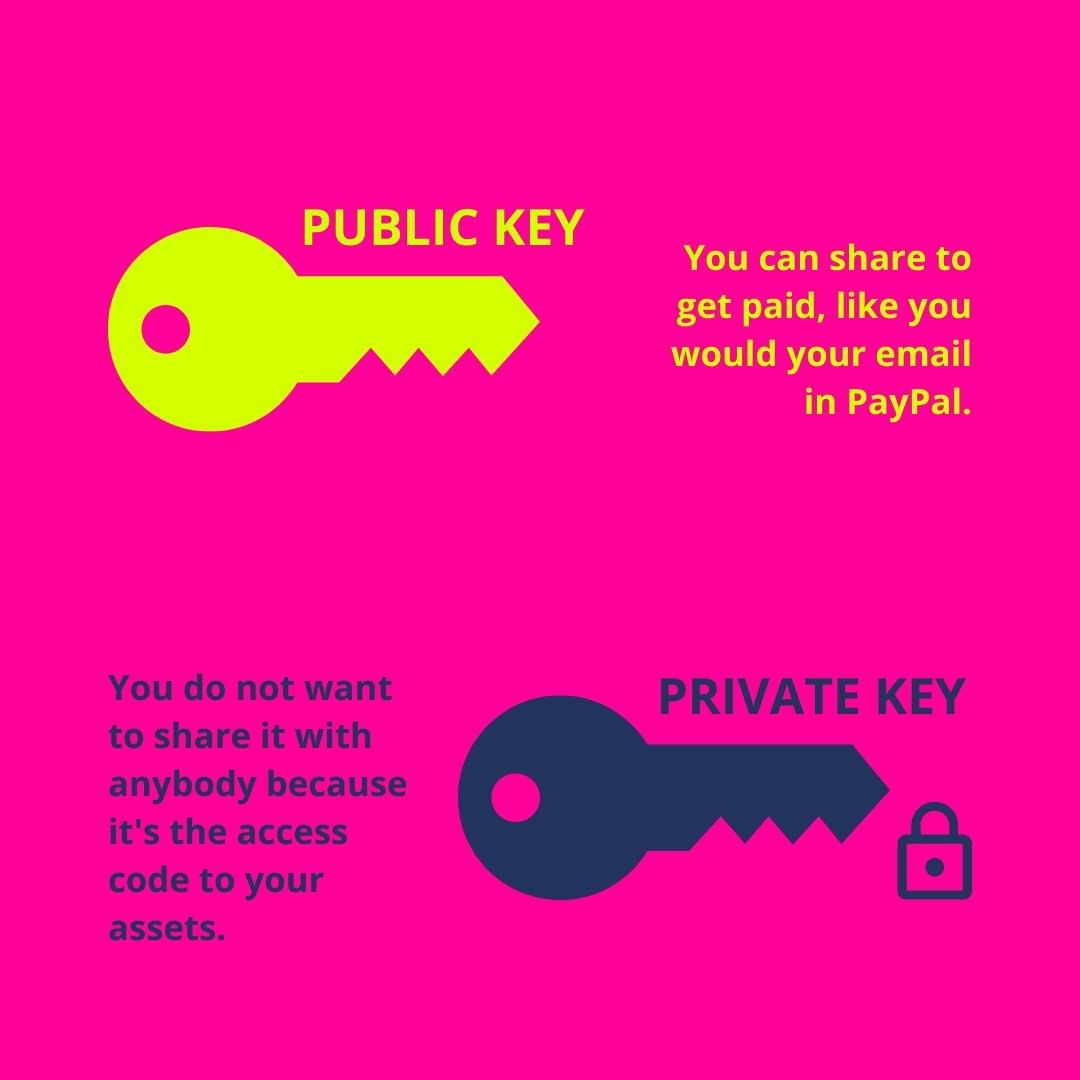 PUBLIC KEY
You can share to
get paid, like you
would your email
in PayPal.
PRIVATE KEY
You do not want
to share it with
anybody because
it's the access
code to your
assets.